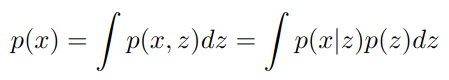 p(x) = ∫ p(x, z)dz = ∫ p(x|z)p(z)dz